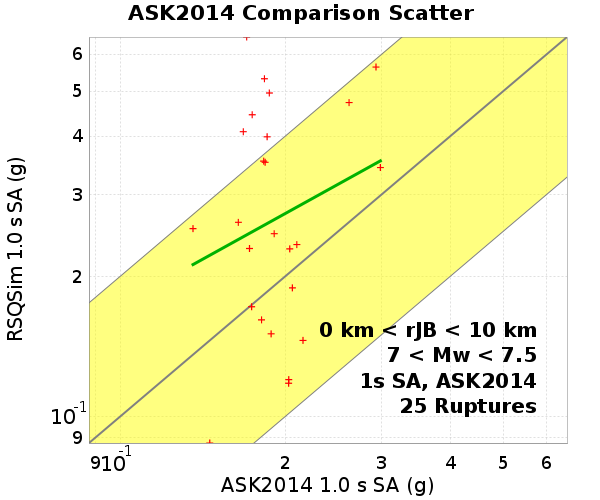 ASK2014 Comparison Scatter
RSQSim 1.0 s SA (g)
6
5
4
3
2
10-1
9
0 km < rJB < 10 km
7 < Mw < 7.5
1s SA, ASK2014
25 Ruptures
9 10-1 2 3 4 5 6
ASK2014 1.0 s SA (g)